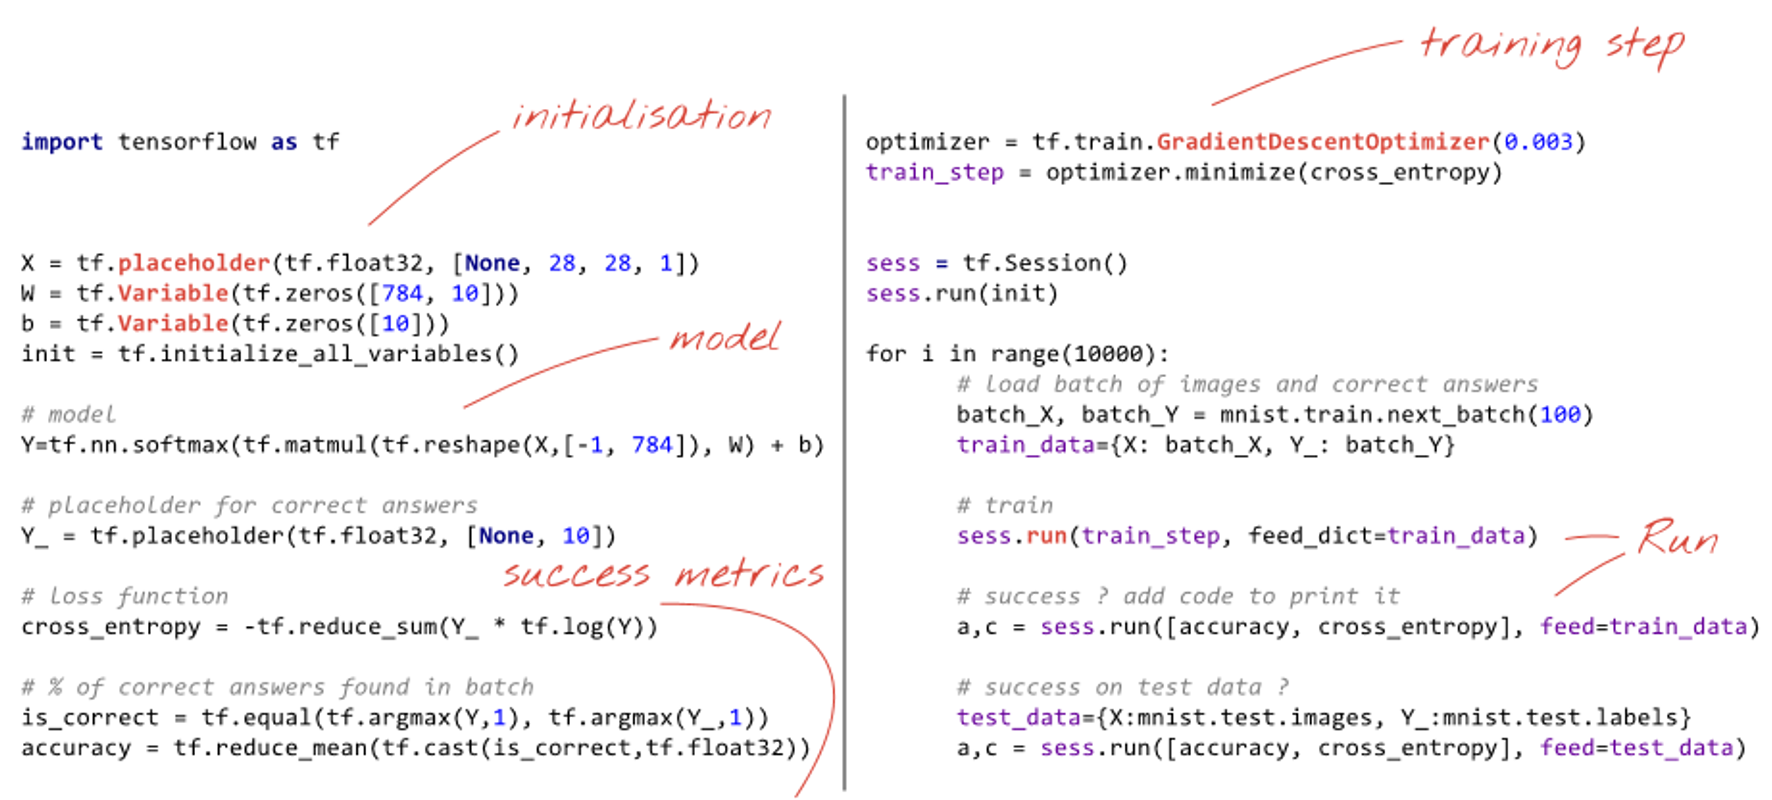 initialisation
import tensorflow as tf
X = tf.placeholder(tf.float32, [None, 28, 28, 1])
W = tf.Variable(tf.zeros([784, 10]))
b = tf.Variable(tf.zeros([10]))
init = tf.initialize_all_variables()
model
# model
Y=tf.nn.softmax(tf.matmul(tf.reshape(X,[-1, 784]), W) + b)
# placeholder for correct answers
Y_ = tf.placeholder(tf.float32, [None, 10])
success metrics
# loss function
cross_entropy = -tf.reduce_sum(Y_ * tf.log(Y))
# % of correct answers found in batch
is_correct = tf.equal(tf.argmax(Y,1), tf.argmax(Y_,1))
accuracy = tf.reduce_mean(tf.cast(is_correct,tf.float32))
training step
optimizer = tf.train.GradientDescentOptimizer(0.003)
train_step = optimizer.minimize(cross_entropy)
sess = tf.Session()
sess.run(init)
for i in range(10000):
# load batch of images and correct answers
batch_X, batch_Y = mnist.train.next_batch(100)
train_data={X: batch_X, Y_: batch_Y}
# train
sess.run(train_step, feed_dict=train_data)
Run
# success ? add code to print it
a,c = sess.run([accuracy, cross_entropy], feed=train_data)
# success on test data ?
test_data={X:mnist.test.images, Y_:mnist.test.labels}
a,c = sess.run([accuracy, cross_entropy], feed=test_data)